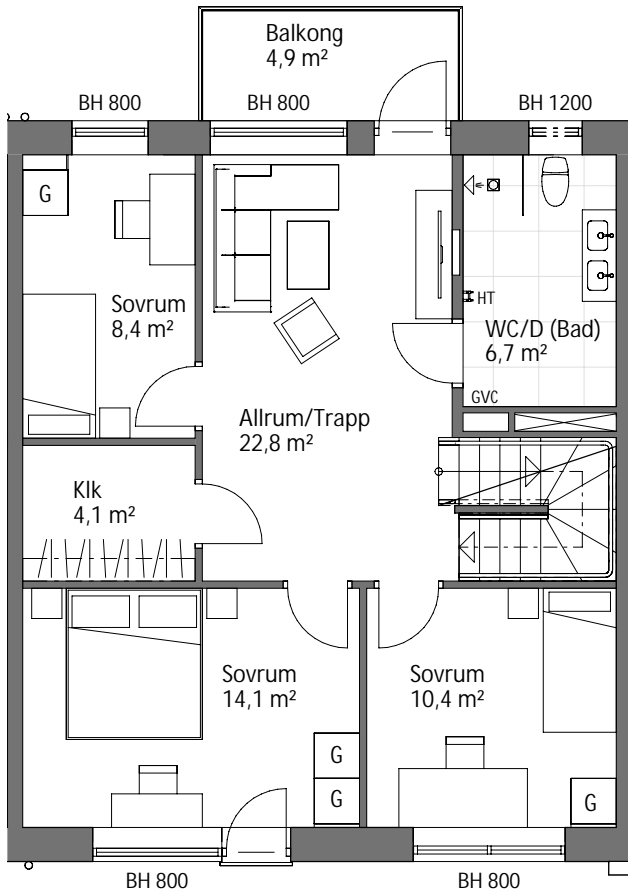 Balkong
4,9 m²
BH 800
BH 800
BH 1200
G
Sovrum
8,4 m²
HT
WC/D (Bad)
6,7 m²
GVC
Allrum/Trapp
22,8 m²
Klk
4,1 m²
Sovrum
14,1 m²
Sovrum
10,4 m²
G
G
G
BH 800
BH 800